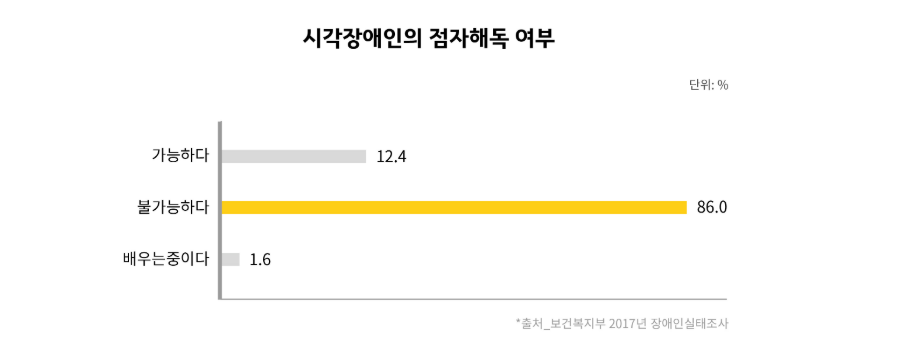 시각장애인의 점자해독 여부
단위: %
가능하다 12.4
불가능하다 86.0
배우는중이다 1.6
*출처_보건복지부 2017년 장애인실태조사